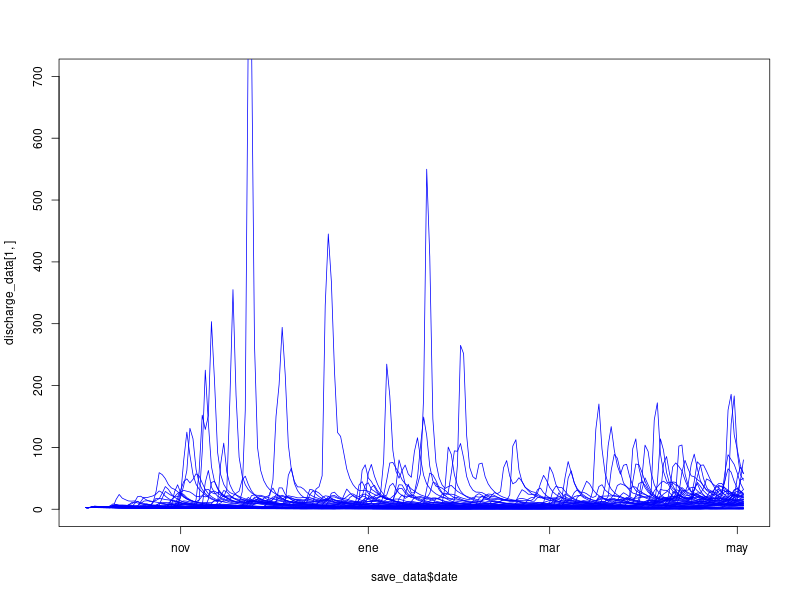 700
600
500
400
300
200
100
0
discharge_data[1, ]
nov
ene
mar
may
save_data$date